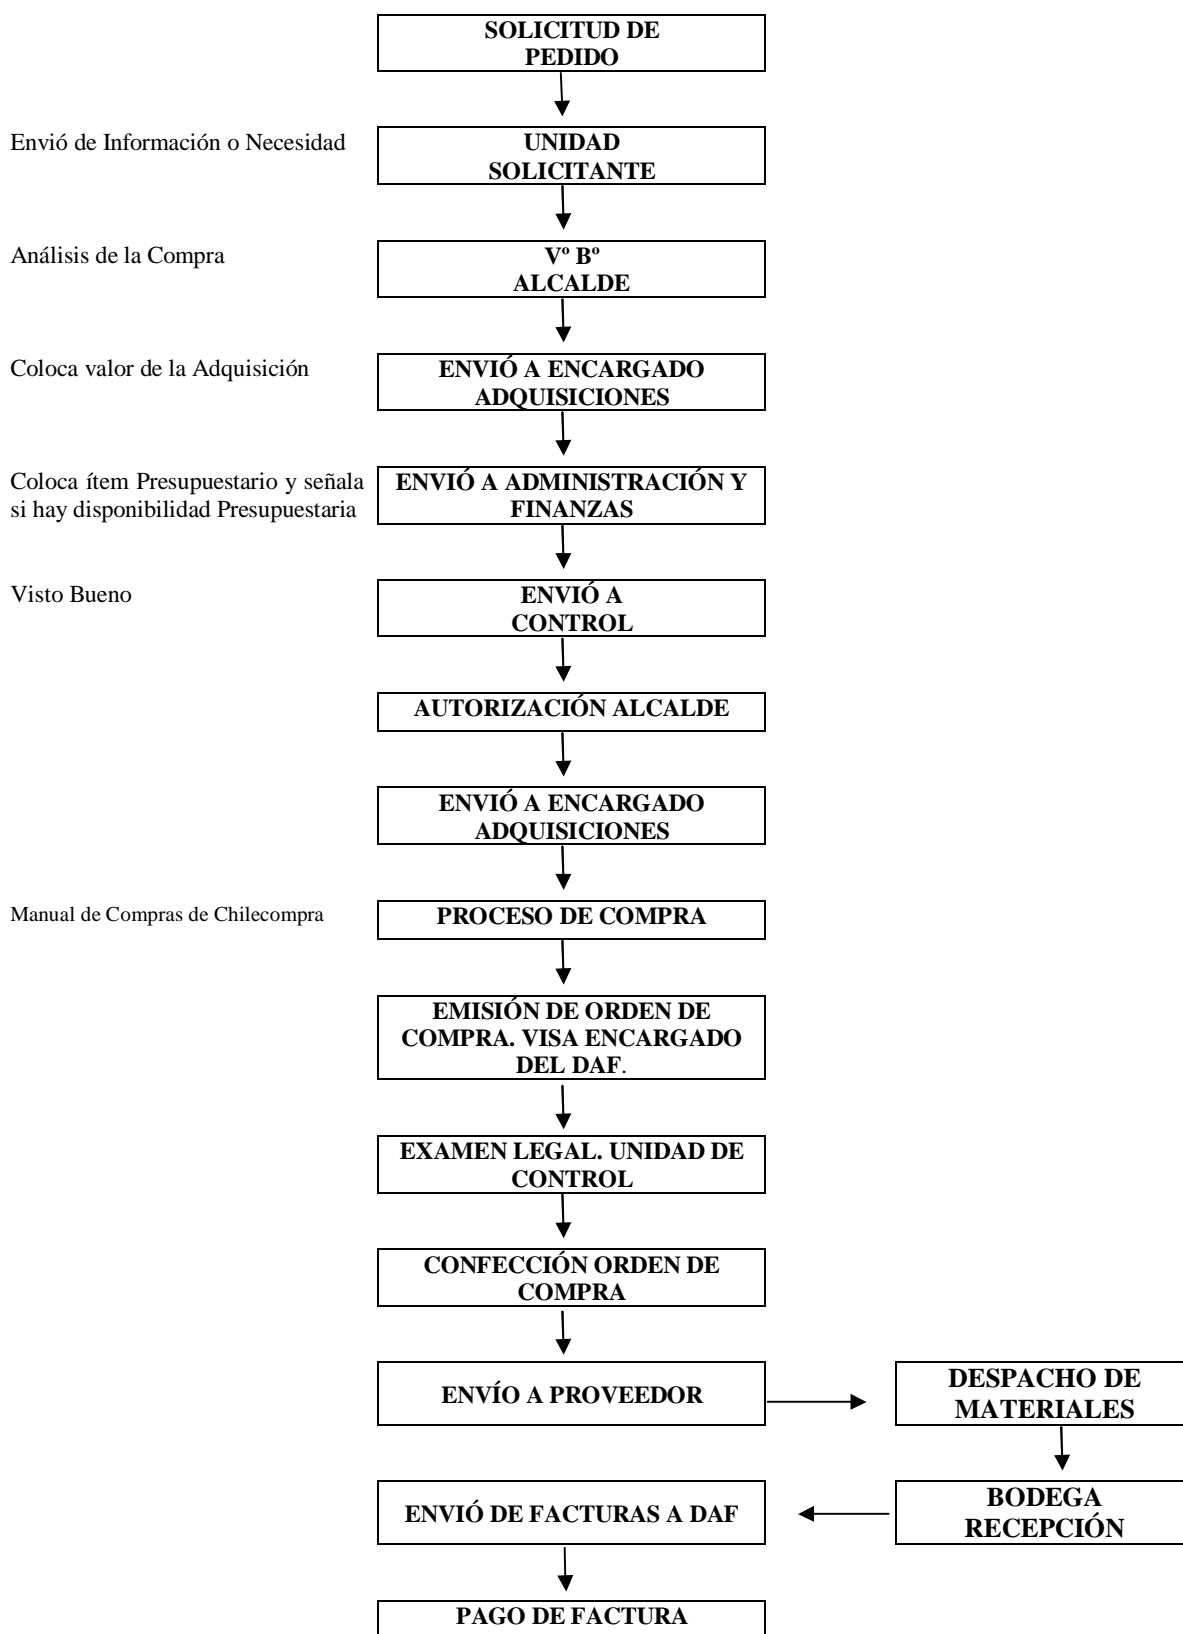 SOLICITUD DE
PEDIDO
Envió de Información o Necesidad
UNIDAD
SOLICITANTE
Análisis de la Compra
Vº Bº
ALCALDE
Coloca valor de la Adquisición
ENVIÓ A ENCARGADO
ADQUISICIONES
Coloca ítem Presupuestario y señala
si hay disponibilidad Presupuestaria
ENVIÓ A ADMINISTRACIÓN Y
FINANZAS
Visto Bueno
ENVIÓ A
CONTROL
AUTORIZACIÓN ALCALDE
ENVIÓ A ENCARGADO
ADQUISICIONES
Manual de Compras de Chilecompra
PROCESO DE COMPRA
EMISIÓN DE ORDEN DE
COMPRA. VISA ENCARGADO
DEL DAF.
EXAMEN LEGAL. UNIDAD DE
CONTROL
CONFECCIÓN ORDEN DE
COMPRA
ENVÍO A PROVEEDOR
DESPACHO DE
MATERIALES
ENVIÓ DE FACTURAS A DAF
BODEGA
RECEPCIÓN
PAGO DE FACTURA